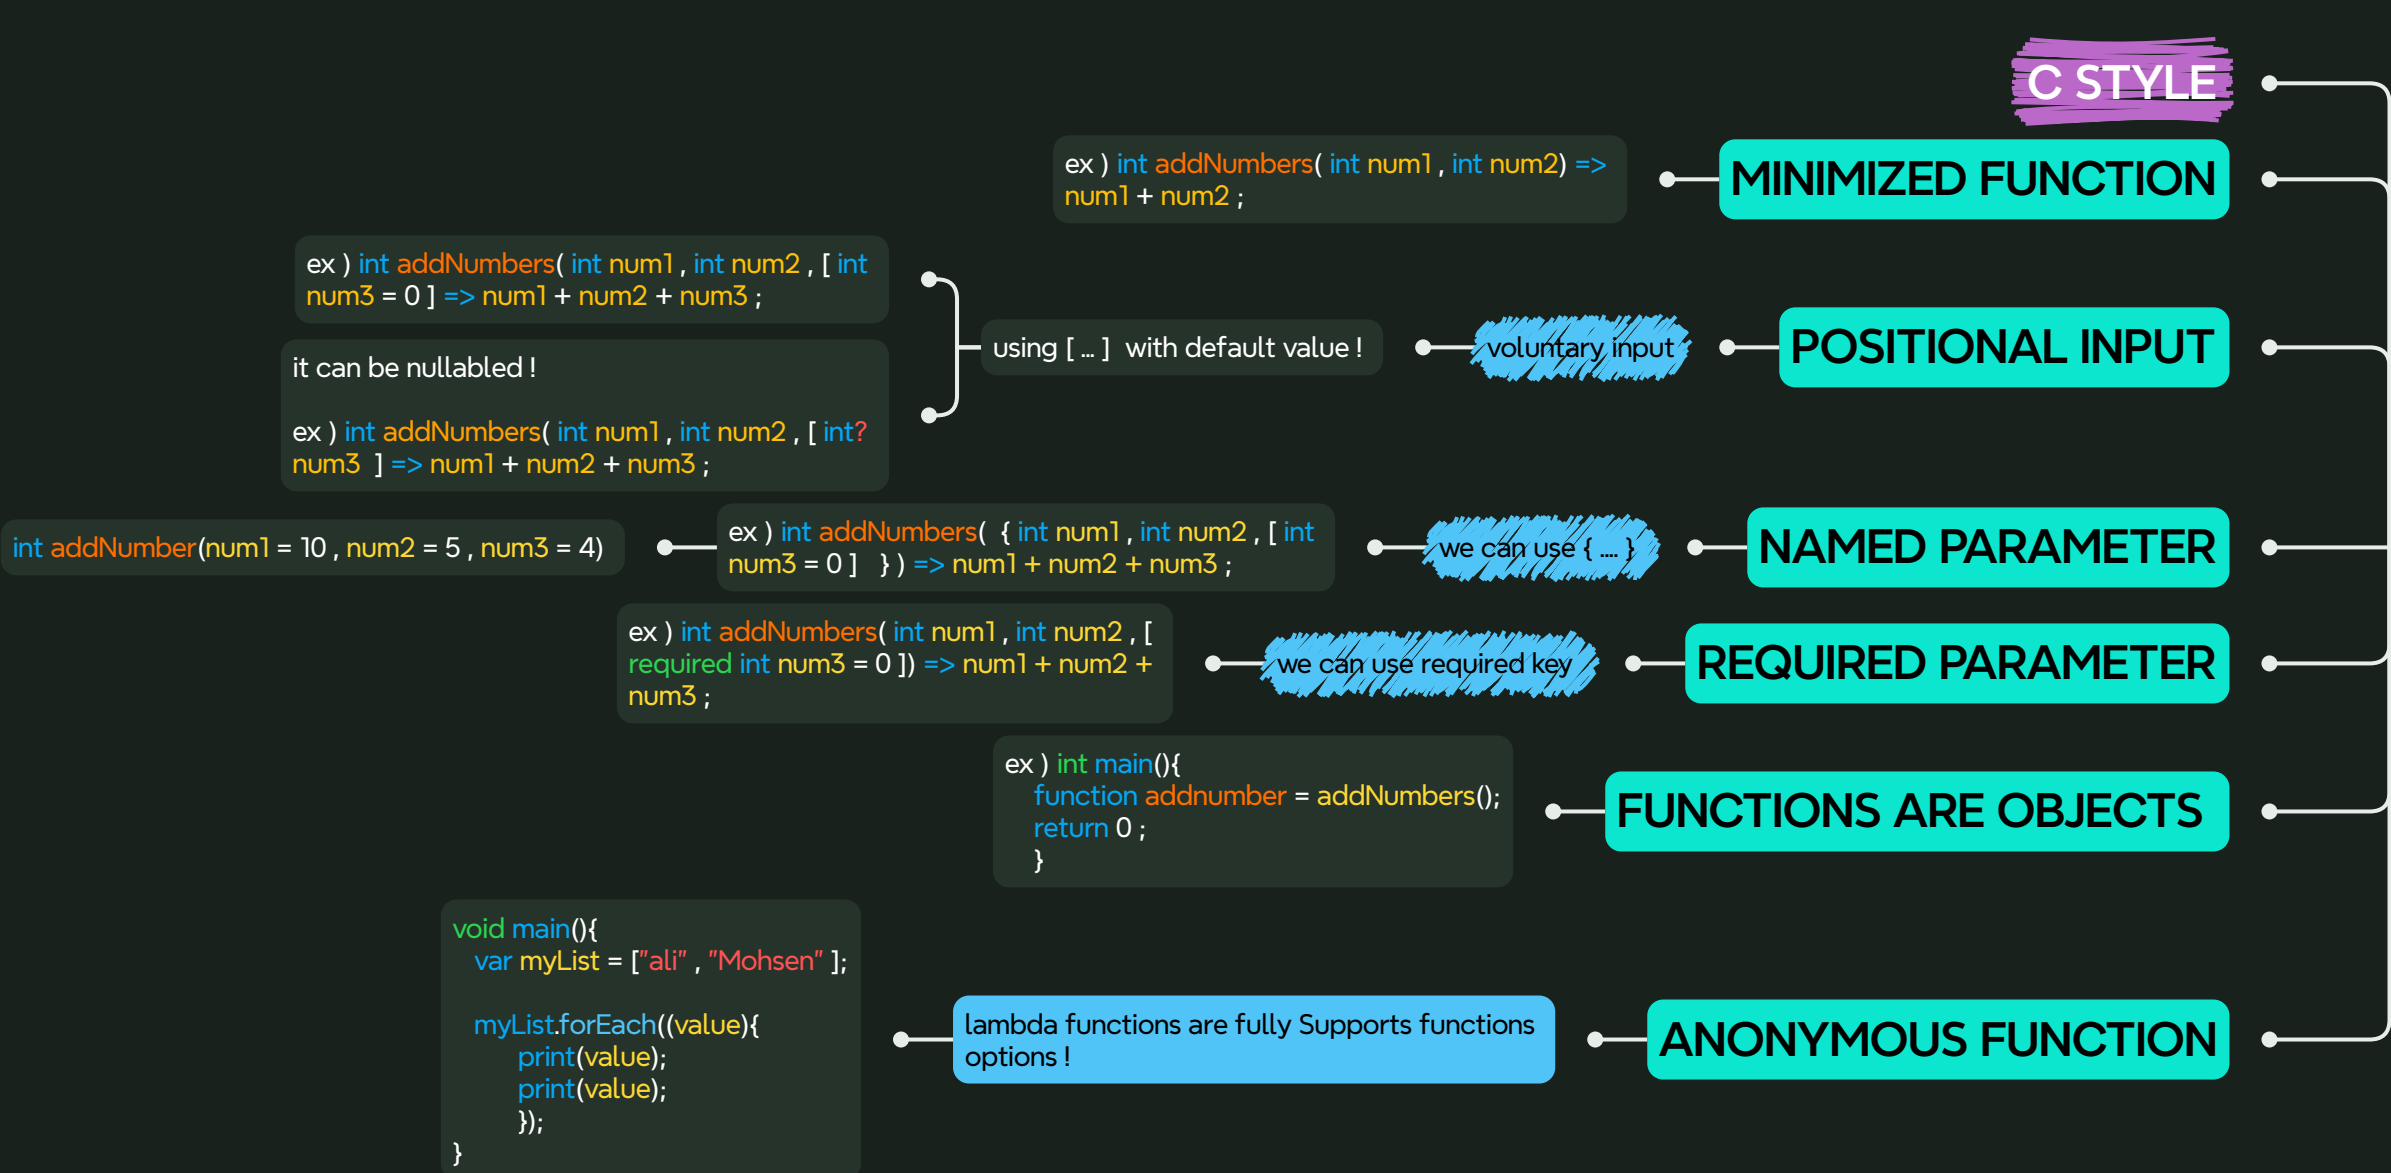 C STYLE
MINIMIZED FUNCTION
ex ) int addNumbers( int num1 , int num2) =>
num1 + num2 ;
POSITIONAL INPUT
voluntary input
using [ ... ]  with default value !
ex ) int addNumbers( int num1 , int num2 , [ int
num3 = 0 ] => num1 + num2 + num3 ;
it can be nullabled !
ex ) int addNumbers( int num1 , int num2 , [ int?
num3  ] => num1 + num2 + num3 ;
NAMED PARAMETER
we can use { .... }
ex ) int addNumbers(  { int num1 , int num2 , [ int
num3 = 0 ]   } ) => num1 + num2 + num3 ;
int addNumber(num1 = 10 , num2 = 5 , num3 = 4)
REQUIRED PARAMETER
we can use required key
ex ) int addNumbers( int num1 , int num2 , [
required int num3 = 0 ]) => num1 + num2 +
num3 ;
FUNCTIONS ARE OBJECTS
ex ) int main(){
function addnumber = addNumbers();
return 0 ;
}
ANONYMOUS FUNCTION
lambda functions are fully Supports functions
options !
void main(){
var myList = ["ali" , "Mohsen" ];
myList.forEach((value){
print(value);
print(value);
});
}